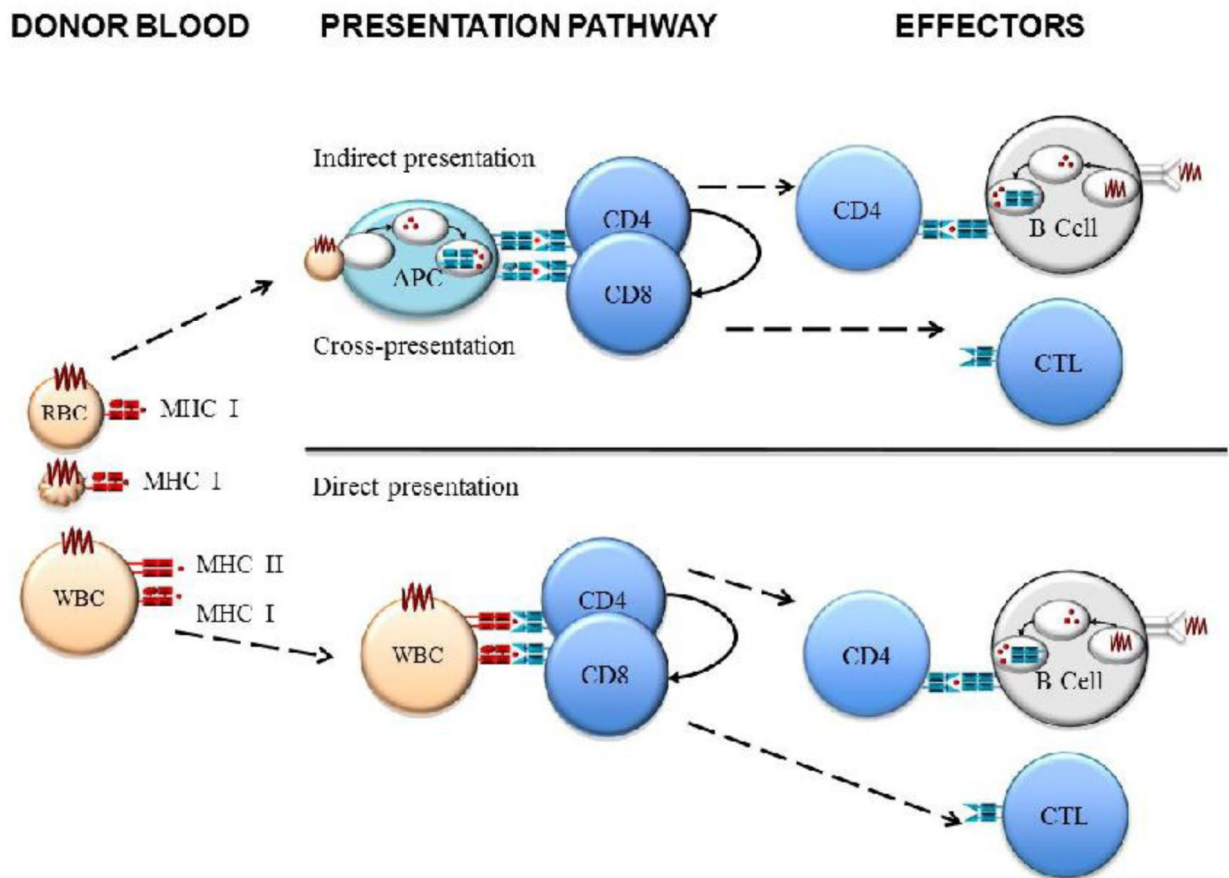 DONOR BLOOD
PRESENTATION PATHWAY
EFFECTORS
Indirect presentation
APC
CD4
CD8
Cross-presentation
CD4
B Cell
CTL
RBC
MHC I
MHC I
WBC
MHC II
MHC I
Direct presentation
WBC
CD4
CD8
CD4
B Cell
CTL